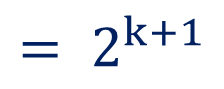 = 2^{k+1}